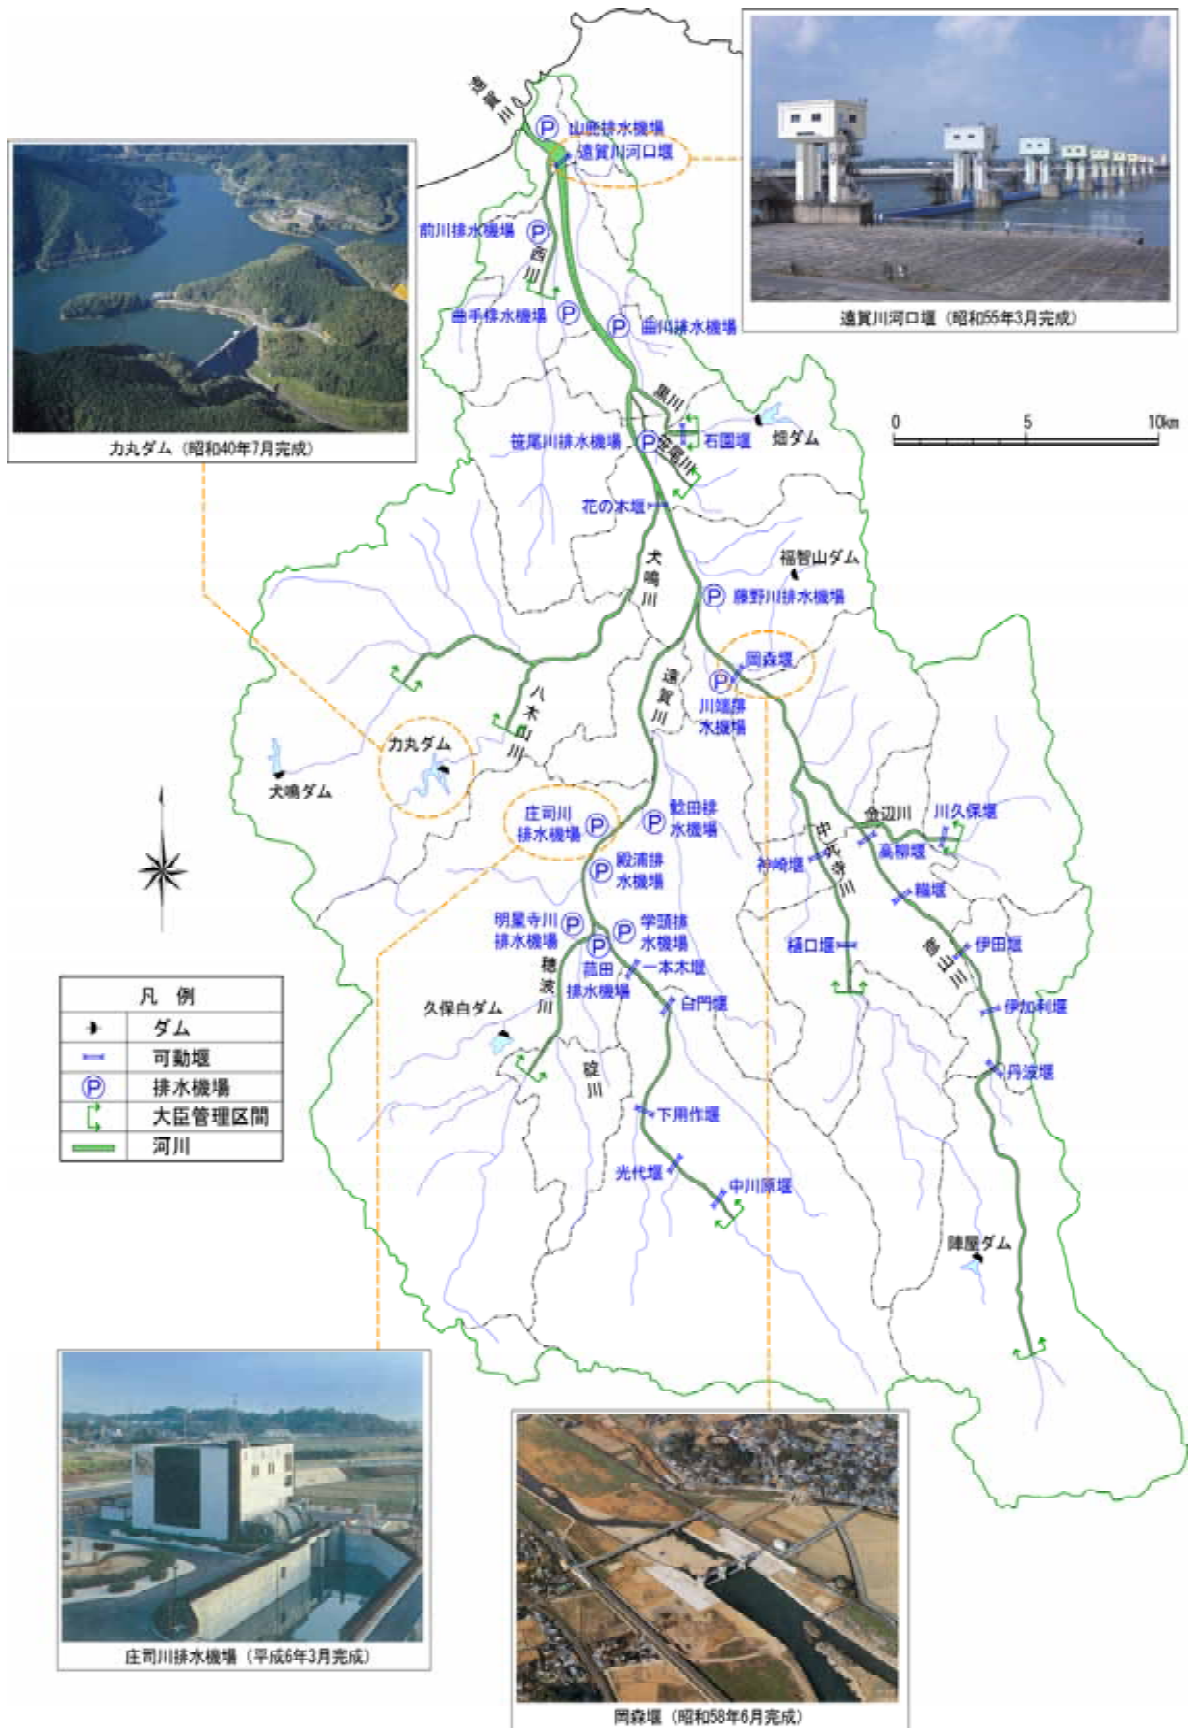 遠賀川
山鹿排水機場
遠賀川河口堰
前川排水機場
西川
曲手排水機場
曲川排水機場
遠賀川河口堰（昭和55年3月完成）
力丸ダム（昭和40年7月完成）
黒川
笹尾川排水機場
笹尾川
石園堰
畑ダム
0 5 10km
花の木堰
犬鳴川
福智山ダム
藤野川排水機場
岡森堰
遠賀川
川端排
水機場
八木山川
力丸ダム
犬鳴ダム
庄司川
排水機場
鯰田排
水機場
金辺川
川久保堰
高柳堰
中元寺川
神崎堰
殿浦排
水機場
糒堰
明星寺川
排水機場
学頭排
水機場
菰田
排水機場
一本木堰
樋口堰
彦山川
伊田堰
穂波川
白門堰
伊加利堰
久保白ダム
碇川
丹波堰
下用作堰
光代堰
中川原堰
陣屋ダム
凡 例
ダム
可動堰
排水機場
大臣管理区間
河川
庄司川排水機場（平成6年3月完成）
岡森堰（昭和58年6月完成）